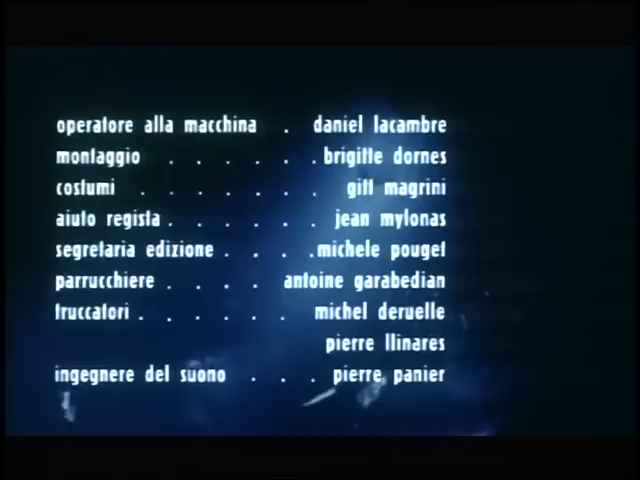 operatore alla macchina . daniel lacambre
montaggio . . . . . . brigitte dornes
costumi . . . . . . . gitt magrini
aiuto regista . . . . . . jean mylonas
segretaria edizione . . . . michele pouget
parrucchiere . . . . antoine garabedian
truccatori . . . . . . michel deruelle
pierre llinares
ingegnere del suono . . . pierre panier